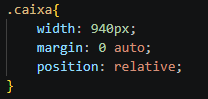 .caixa{
    width: 940px;
    margin: 0 auto;
    position: relative;
}